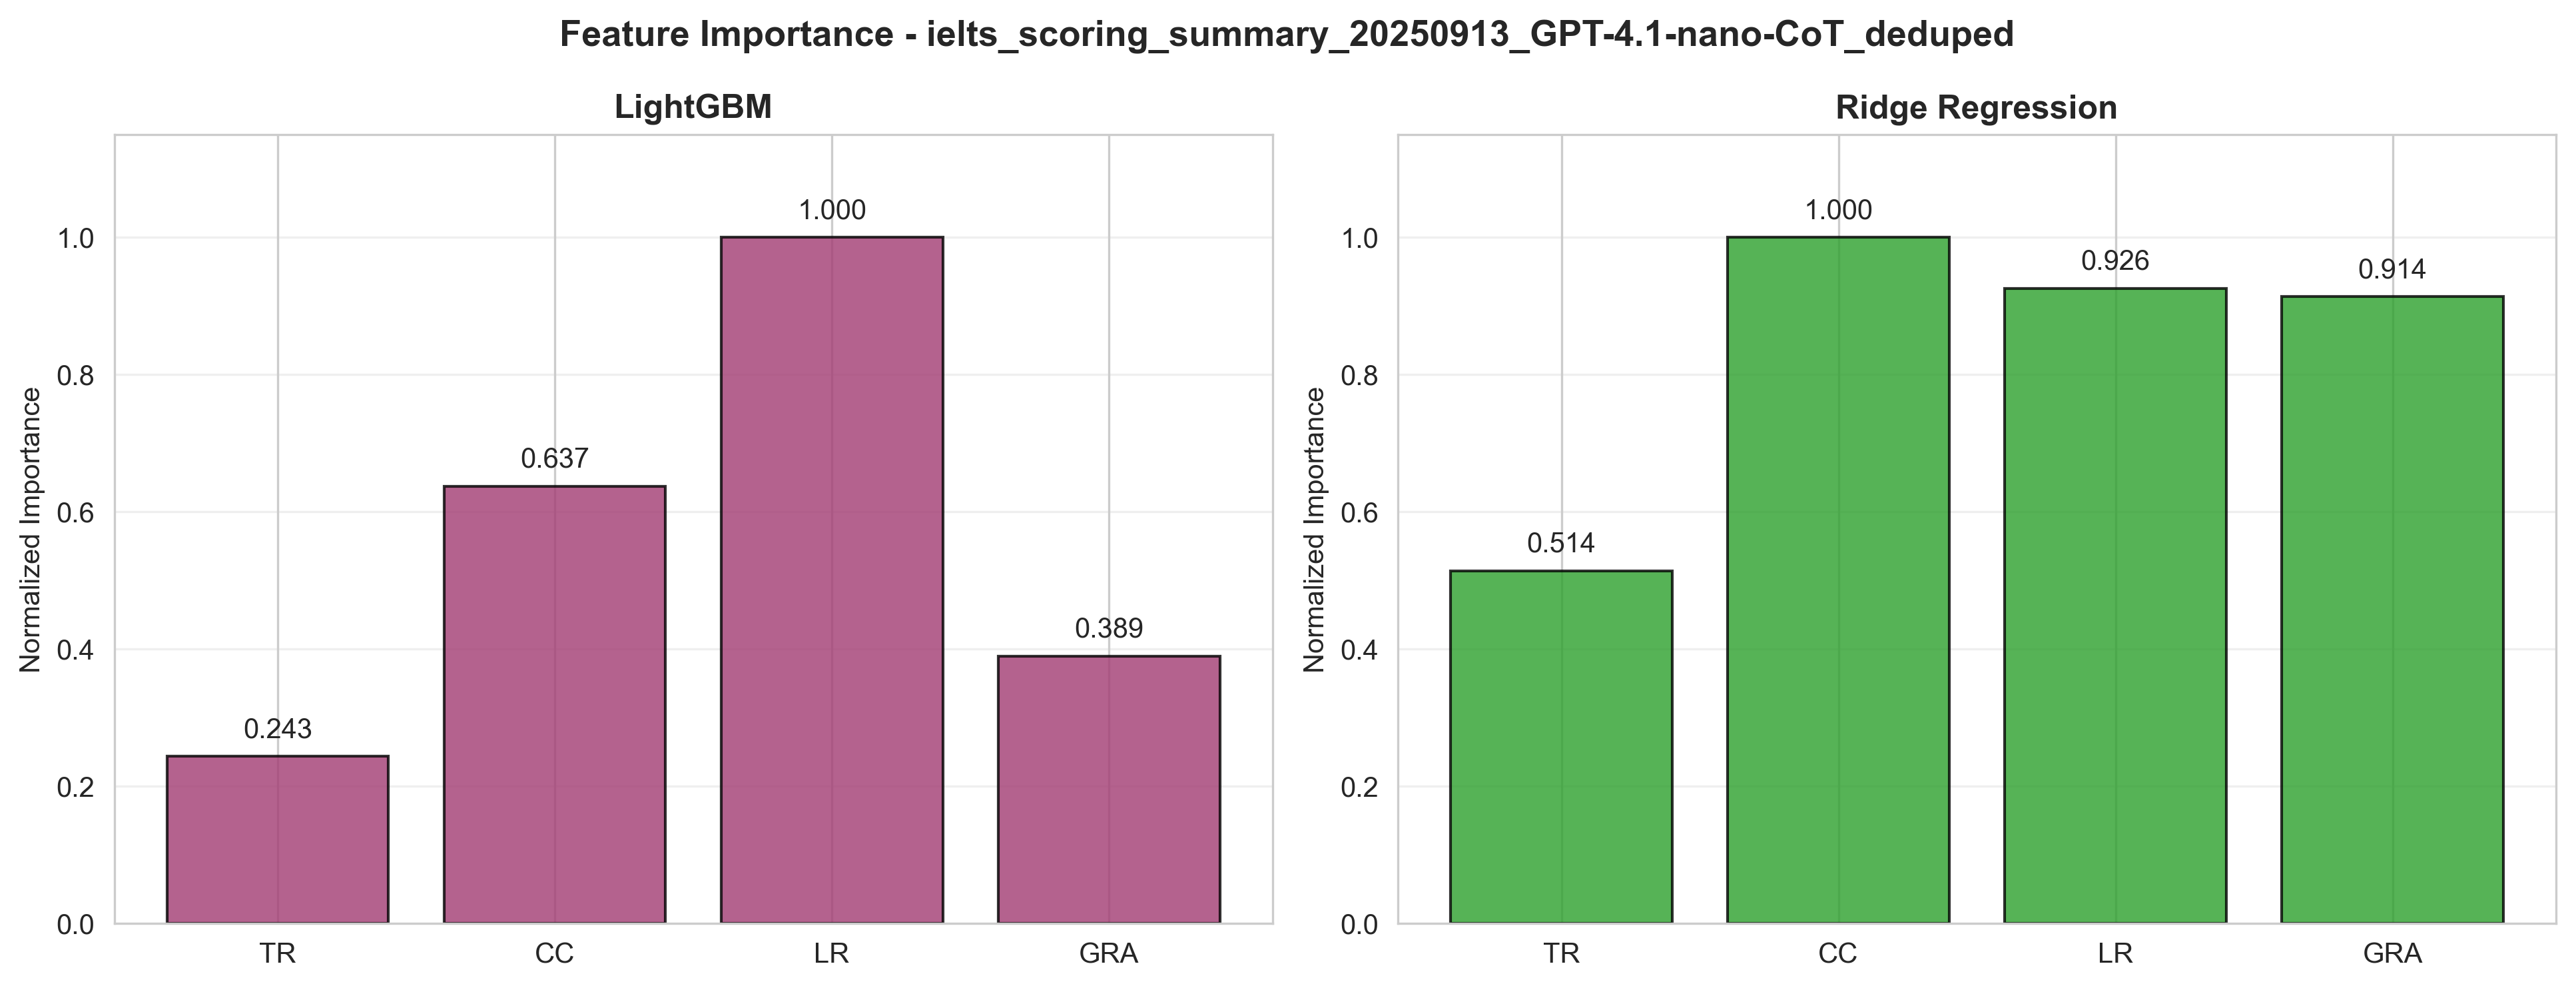 Feature Importance - ielts_scoring_summary_20250913_GPT-4.1-nano-CoT_deduped
LightGBM
Normalized Importance
1.0
0.8
0.6
0.4
0.2
0.0
0.243
0.637
1.000
0.389
TR CC LR GRA
Ridge Regression
Normalized Importance
1.0
0.8
0.6
0.4
0.2
0.0
0.514
1.000
0.926
0.914
TR CC LR GRA